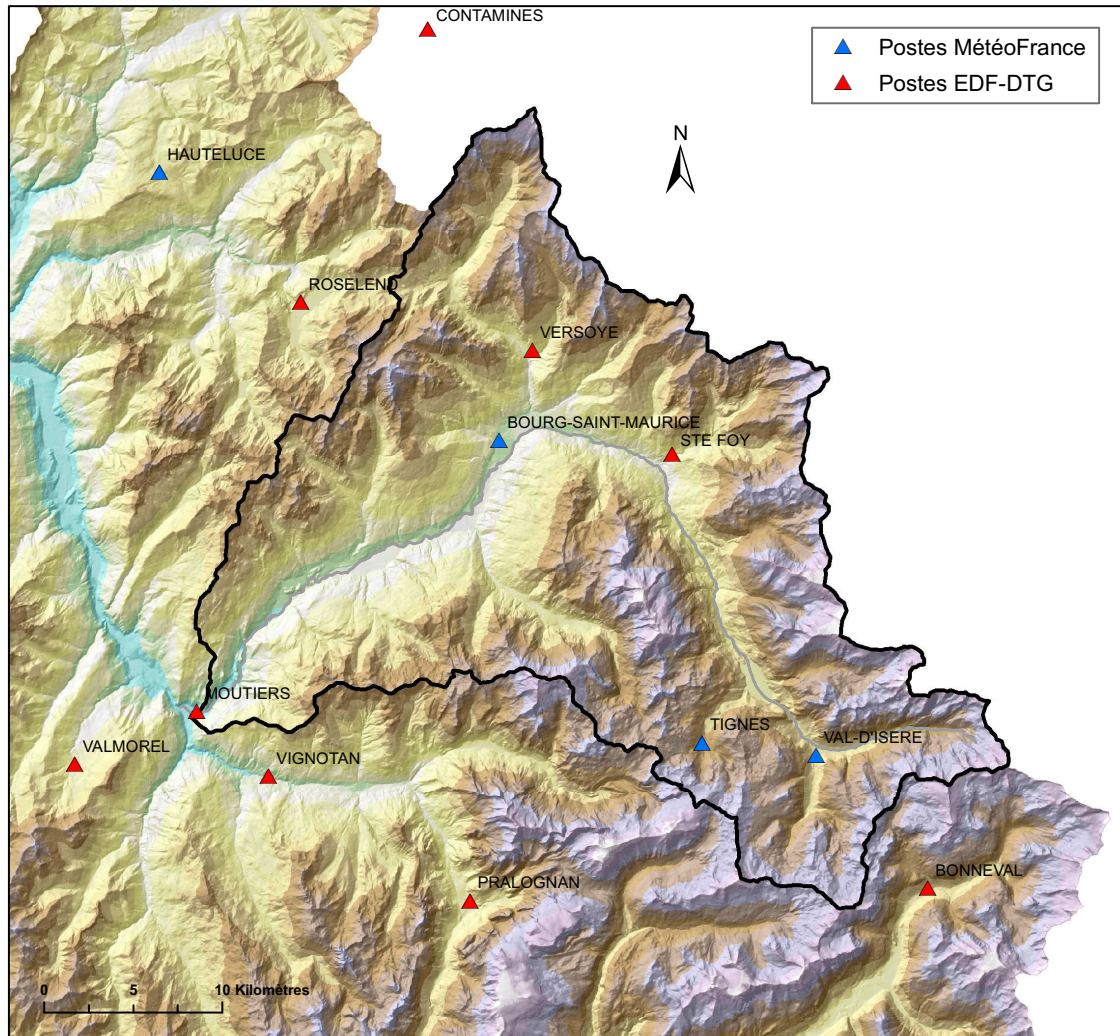 CONTAMINES
Postes MétéoFrance
Postes EDF-DTG
N
HAUTELUCE
ROSELEND
VERSOYE
BOURG-SAINT-MAURICE
STE FOY
MOUTIERS
TIGNES
VAL-D'ISERE
VALMOREL
VIGNOTAN
PRALOGNAN
BONNEVAL
0 5 10 Kilomètres